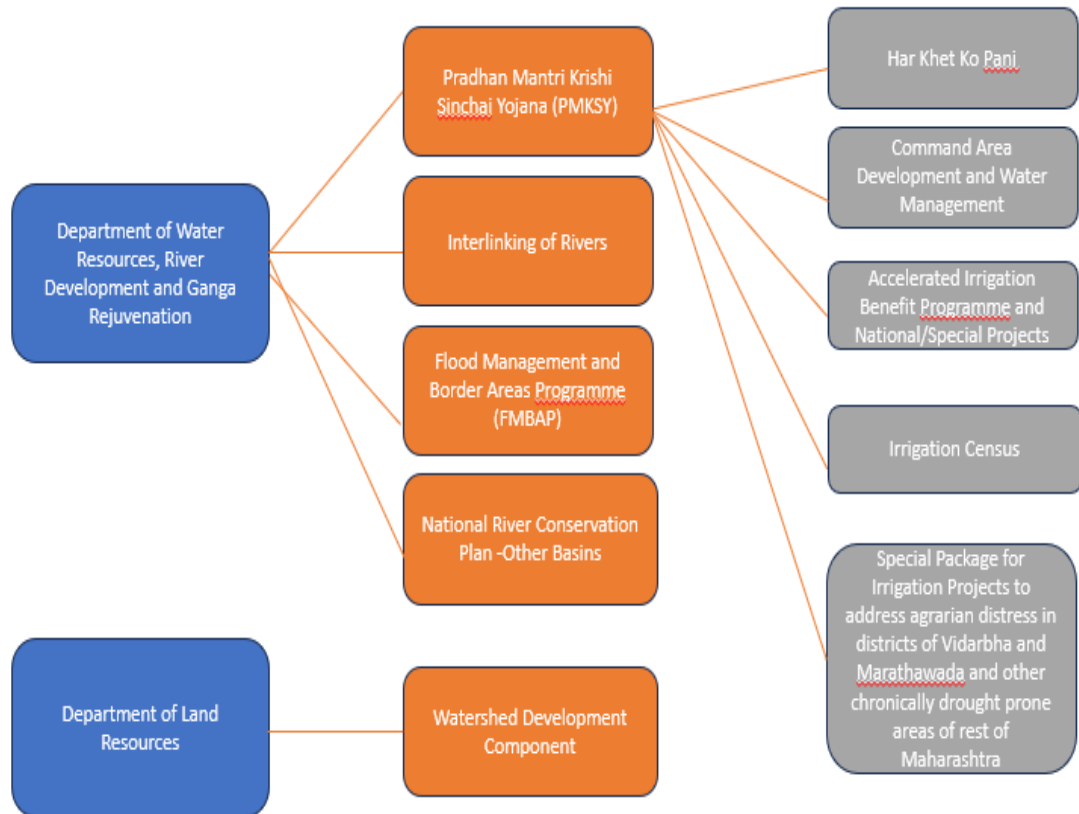 Department of Water
Resources, River
Development and Ganga
Rejuvenation
Department of Land
Resources
Pradhan Mantri Krishi
Sinchai Yojana (PMKSY)
Interlinking of Rivers
Flood Management and
Border Areas Programme
(FMBAP)
National River Conservation
Plan -Other Basins
Watershed Development
Component
Har Khet Ko Pani
Command Area
Development and Water
Management
Accelerated Irrigation
Benefit Programme and
National/Special Projects
Irrigation Census
Special Package for
Irrigation Projects to
address agrarian distress in
districts of Vidarbha and
Marathawada and other
chronically drought prone
areas of rest of
Maharashtra